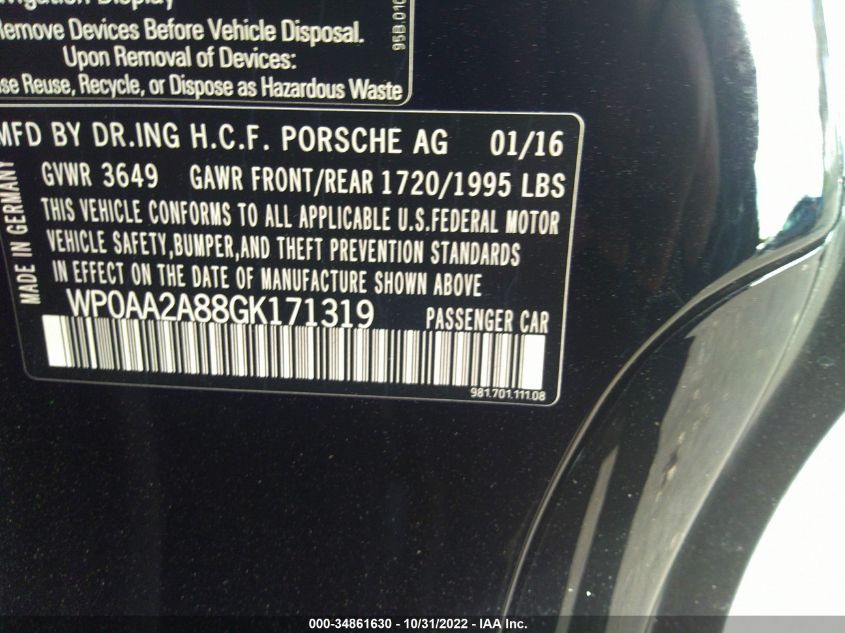 Remove Devices Before Vehicle Disposal.
Upon Removal of Devices:
Reuse, Recycle, or Dispose as Hazardous Waste
95B.010
MFD BY DR.ING H.C.F. PORSCHE AG 01/16
GVWR 3649 GAWR FRONT/REAR 1720/1995 LBS
THIS VEHICLE CONFORMS TO ALL APPLICABLE U.S.FEDERAL MOTOR
VEHICLE SAFETY,BUMPER,AND THEFT PREVENTION STANDARDS
IN EFFECT ON THE DATE OF MANUFACTURE SHOWN ABOVE
MADE IN GERMANY
WP0AA2A88GK171319 PASSENGER CAR
981.701.111.08
000-34861630 - 10/31/2022 - IAA Inc.